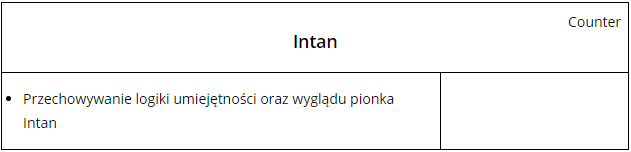 Counter
Intan
• Przechowywanie logiki umiejętności oraz wyglądu pionka
Intan